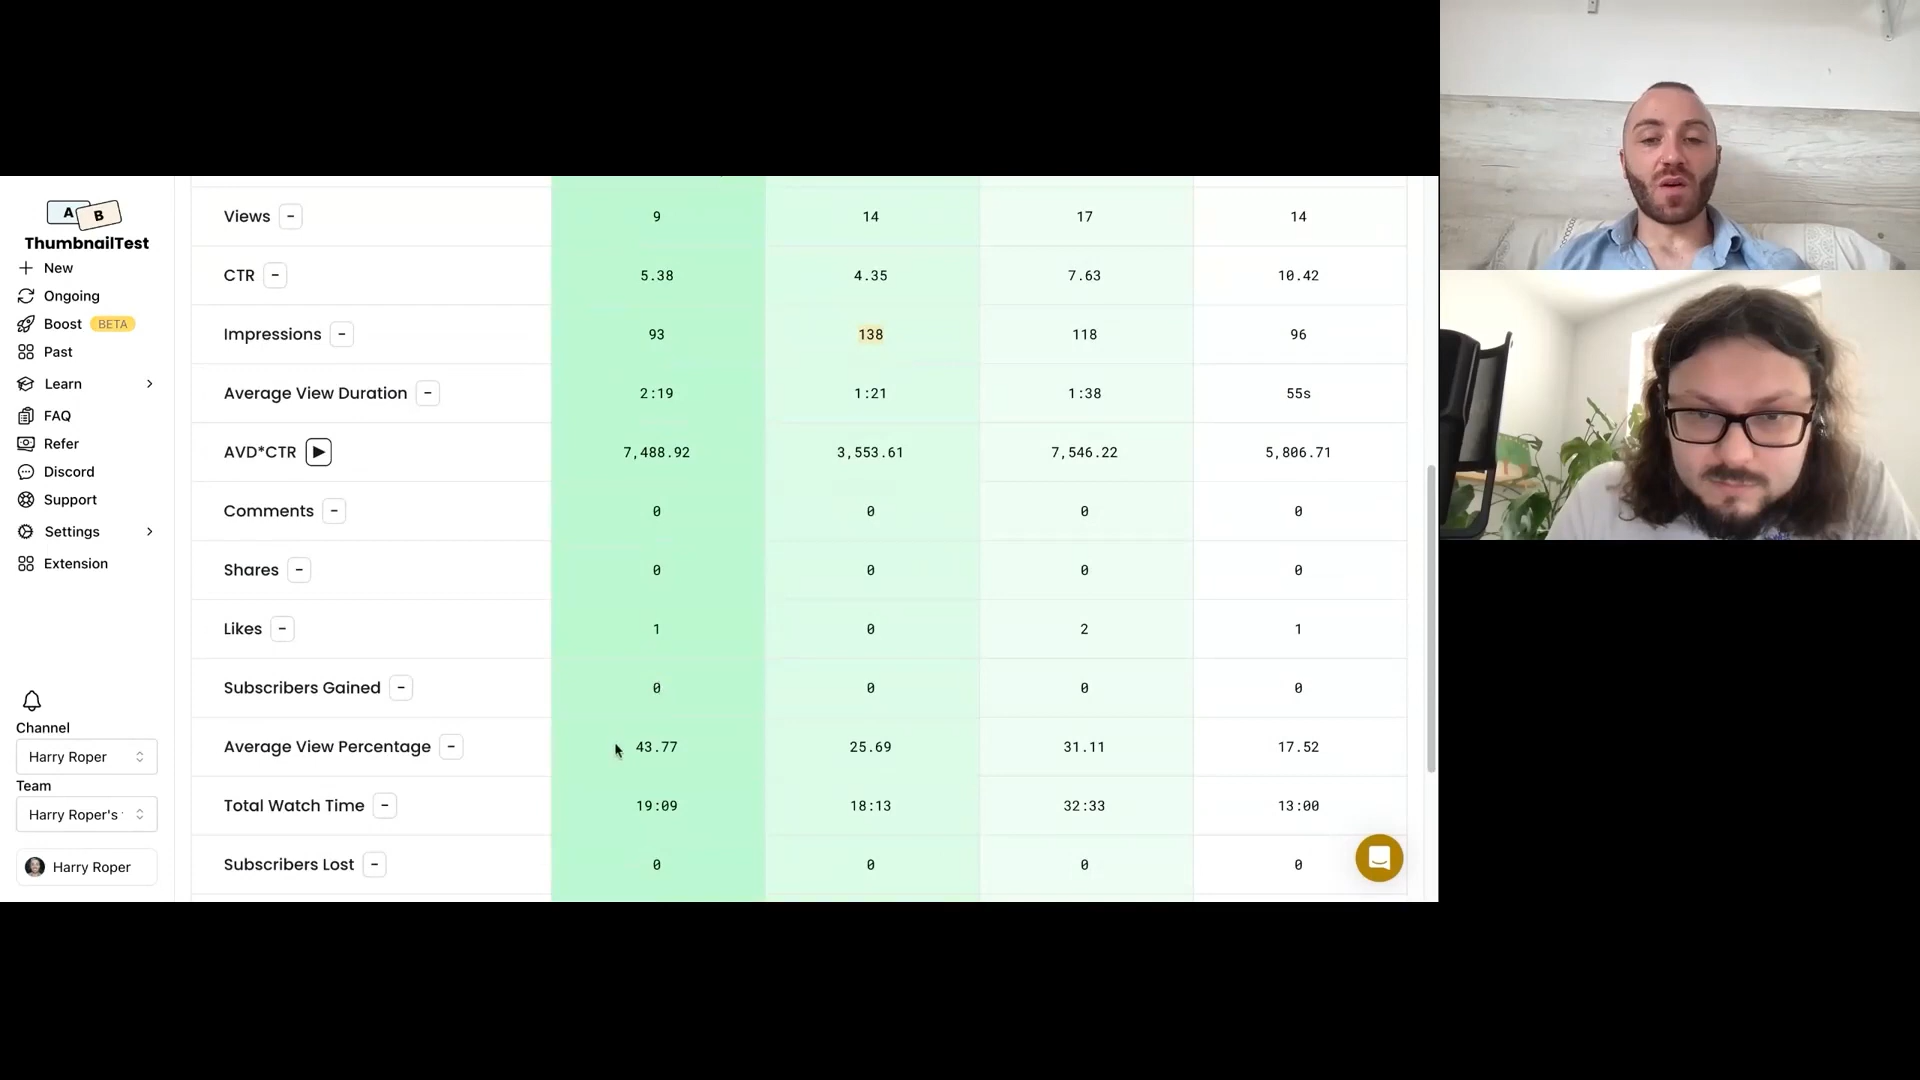 A B
ThumbnailTest
New
Ongoing
Boost BETA
Past
Learn
FAQ
Refer
Discord
Support
Settings
Extension
Channel
Harry Roper
Team
Harry Roper's
Harry Roper
Views - 9 14 17 14
CTR - 5.38 4.35 7.63 10.42
Impressions - 93 138 118 96
Average View Duration - 2:19 1:21 1:38 55s
AVD*CTR 7,488.92 3,553.61 7,546.22 5,806.71
Comments - 0 0 0 0
Shares - 0 0 0 0
Likes - 1 0 2 1
Subscribers Gained - 0 0 0 0
Average View Percentage - 43.77 25.69 31.11 17.52
Total Watch Time - 19:09 18:13 32:33 13:00
Subscribers Lost - 0 0 0 0